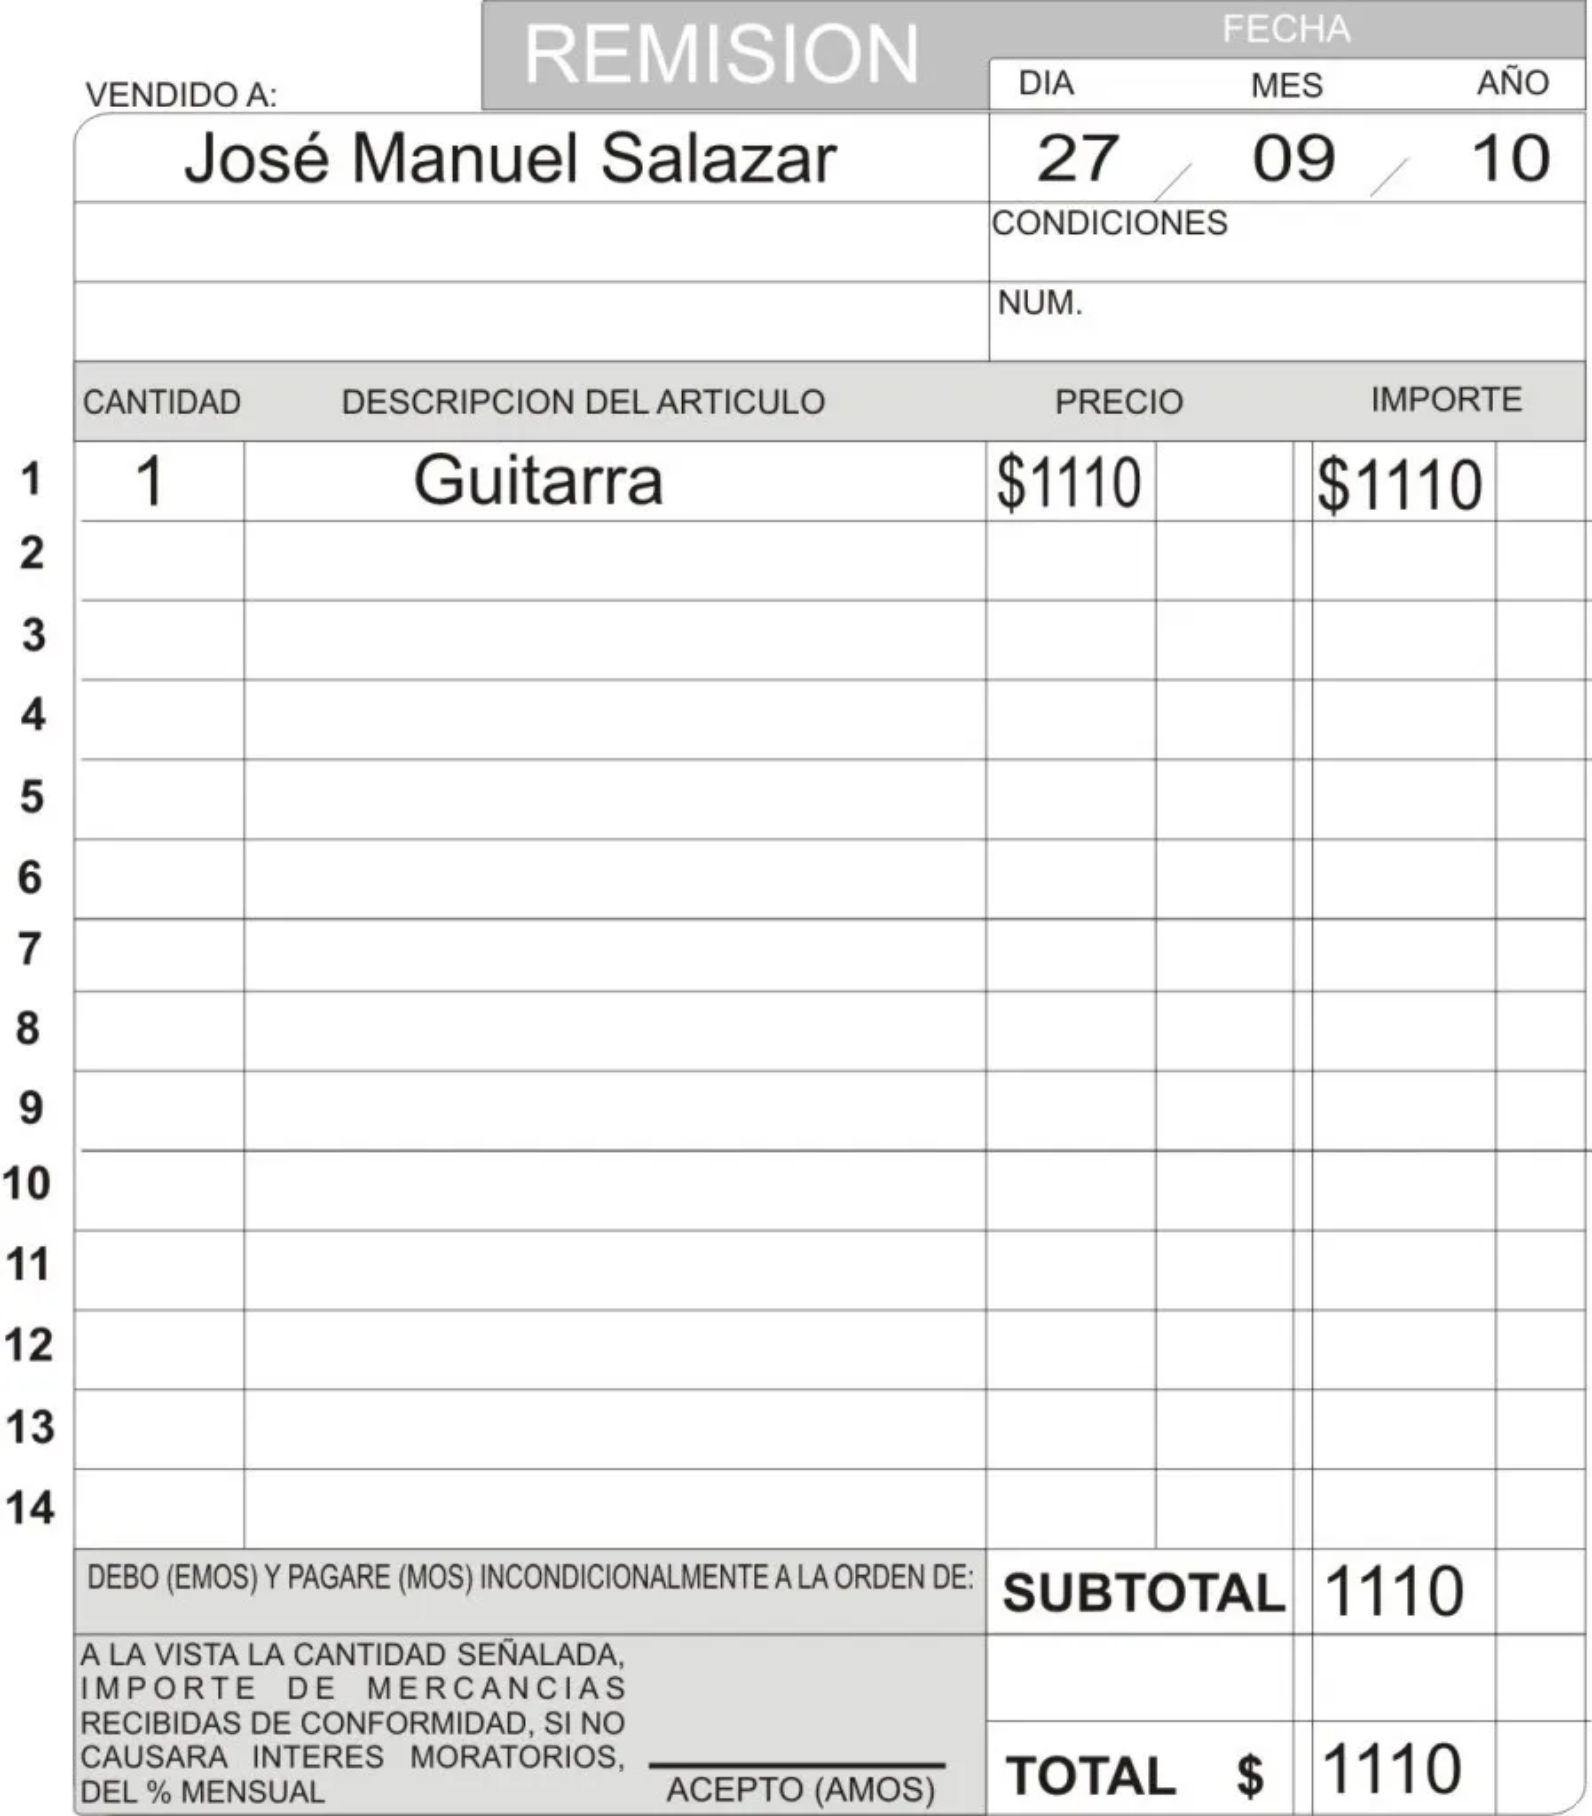 REMISION
FECHA
VENDIDO A:
DIA MES AÑO
José Manuel Salazar 27 / 09 / 10
CONDICIONES
NUM.
CANTIDAD DESCRIPCION DEL ARTICULO PRECIO IMPORTE
1 1 Guitarra $1110 $1110
2
3
4
5
6
7
8
9
10
11
12
13
14
DEBO (EMOS) Y PAGARE (MOS) INCONDICIONALMENTE A LA ORDEN DE: SUBTOTAL 1110
A LA VISTA LA CANTIDAD SEÑALADA,
IMPORTE DE MERCANCIAS
RECIBIDAS DE CONFORMIDAD, SI NO
CAUSARA INTERES MORATORIOS,
DEL % MENSUAL
ACEPTO (AMOS)
TOTAL $ 1110